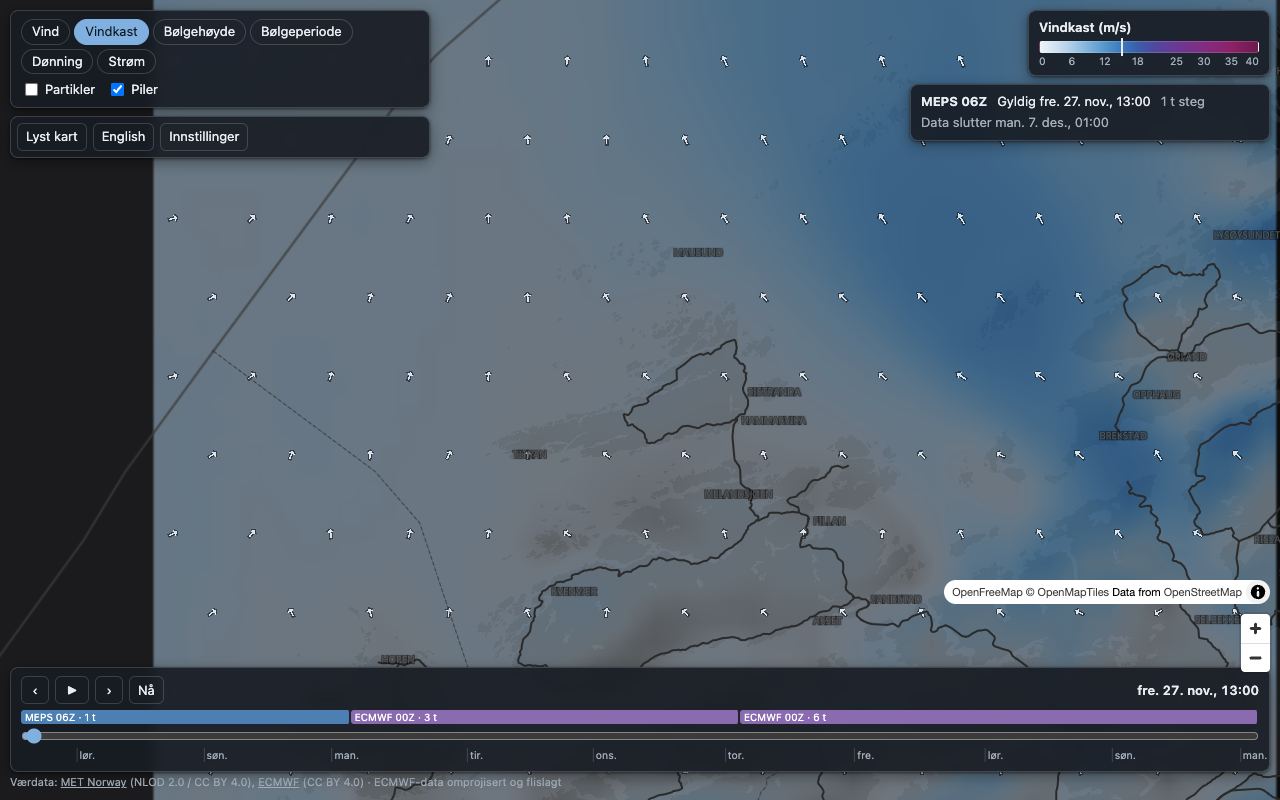 Vind Vindkast Bølgehøyde Bølgeperiode
Dønning Strøm
Partikler Piler
Lyst kart English Innstillinger
Vindkast (m/s)
0 6 12 18 25 30 35 40
MEPS 06Z Gyldig fre. 27. nov., 13:00 1 t steg
Data slutter man. 7. des., 01:00
MAUSUND
ØRLAND
SISTRANDA
OPPHAUG
HAMMARVIKA
BREKSTAD
FILLAN
KVENVÆR
SANDSTAD
OpenFreeMap © OpenMapTiles Data from OpenStreetMap
+
−
‹ › Nå
fre. 27. nov., 13:00
MEPS 06Z · 1 t ECMWF 00Z · 3 t ECMWF 00Z · 6 t
lør. søn. man. tir. ons. tor. fre. lør. søn. man.
Værdata: MET Norway (NLOD 2.0 / CC BY 4.0), ECMWF (CC BY 4.0) · ECMWF-data omprojisert og flislagt